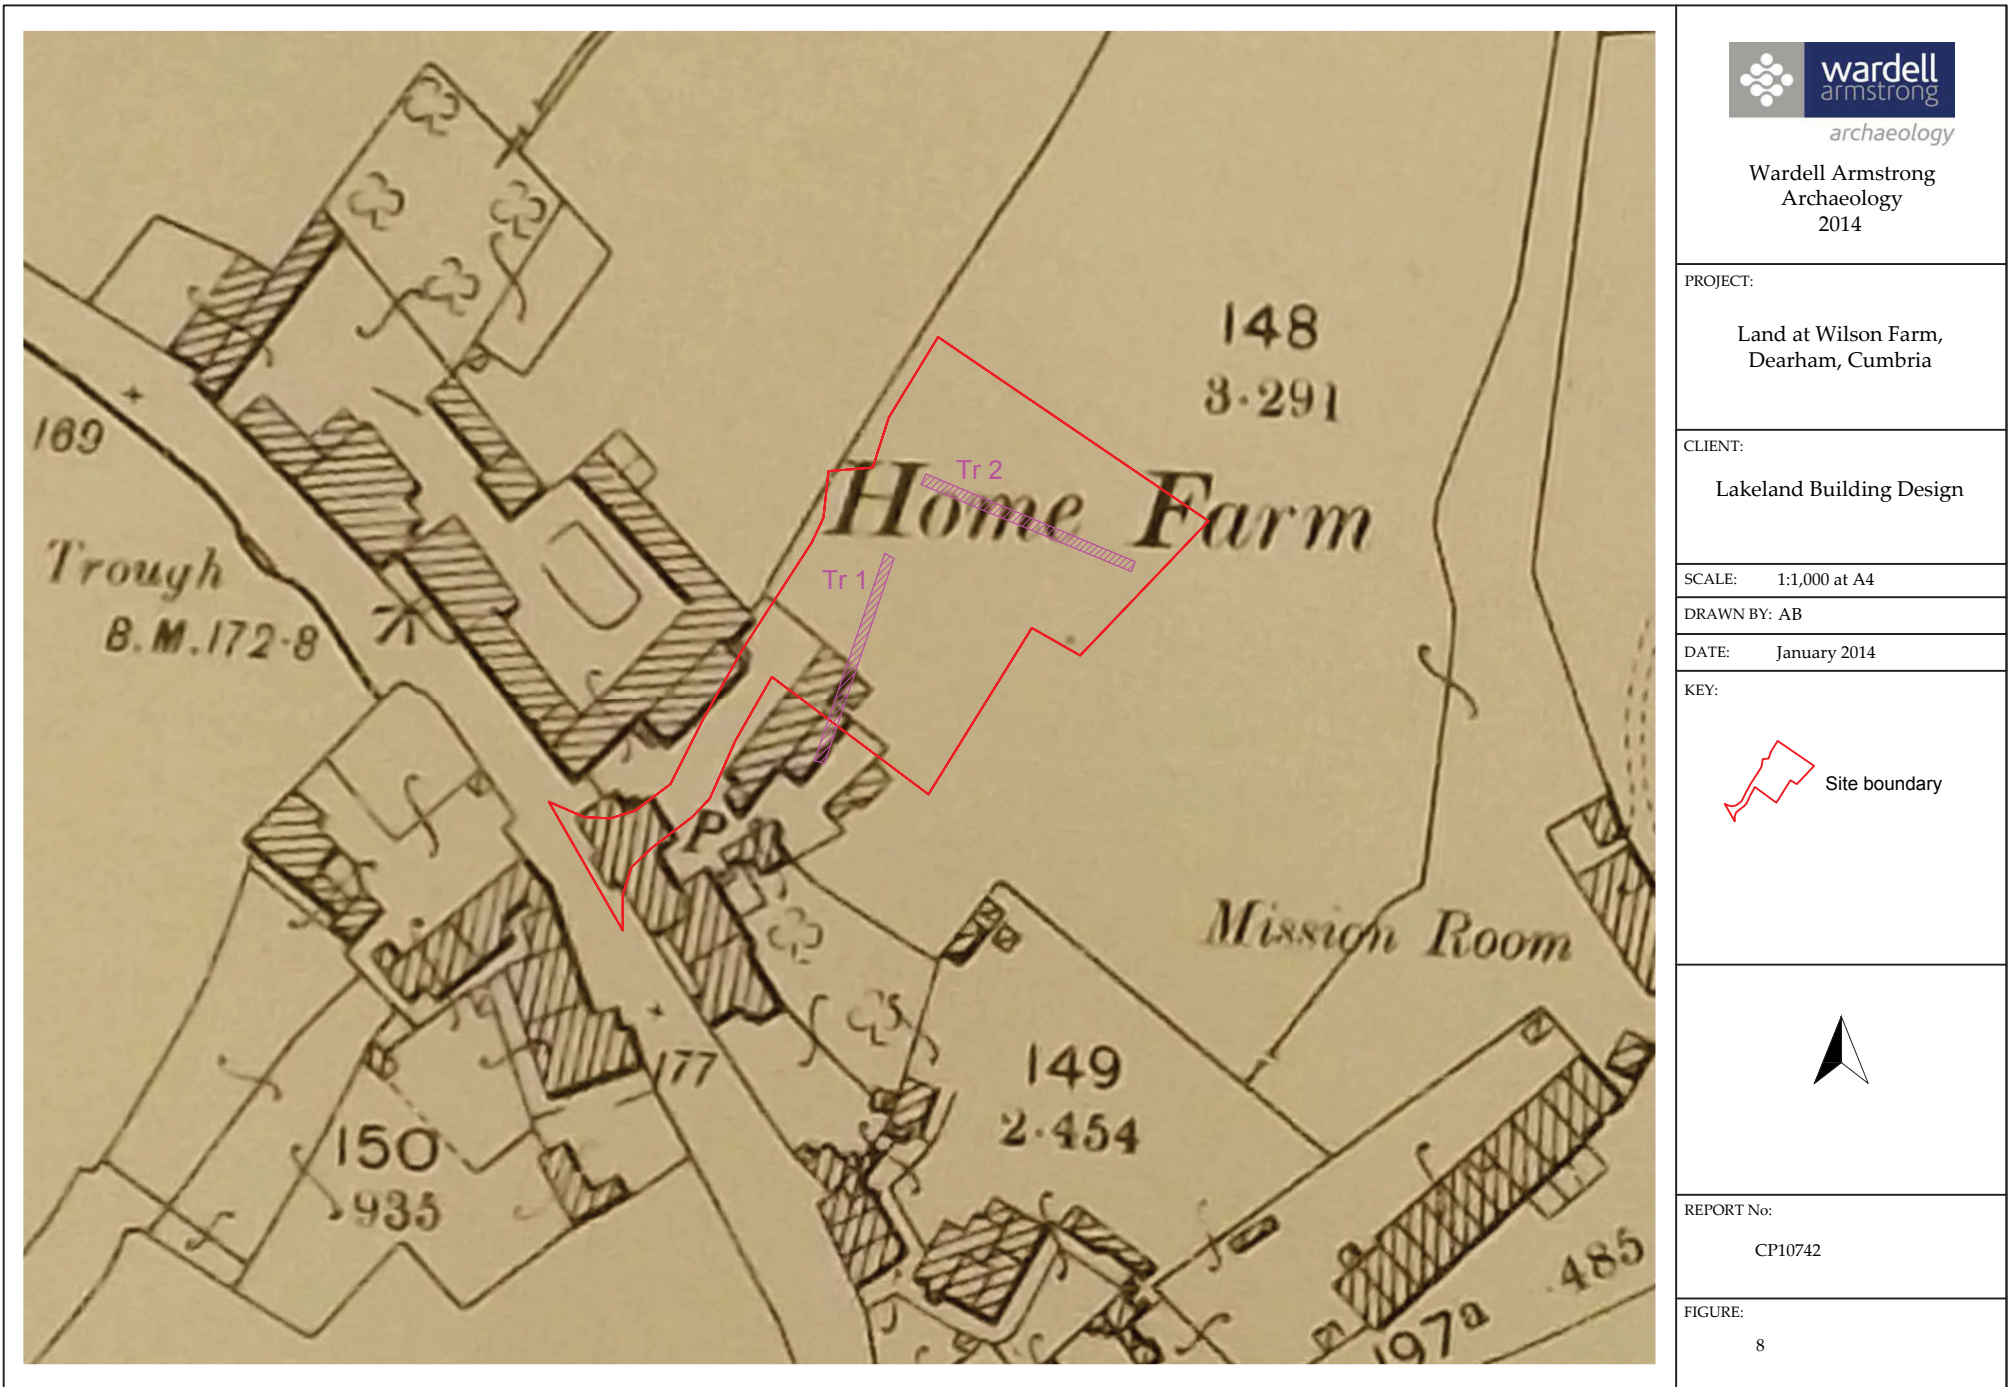 148
3·291
169
Tr 2
Home Farm
Tr 1
Trough
B.M.172·8
P
Mission Room
177
149
2·454
150
·935
·485
197a
wardell
armstrong
archaeology
Wardell Armstrong
Archaeology
2014
PROJECT:
Land at Wilson Farm,
Dearham, Cumbria
CLIENT:
Lakeland Building Design
SCALE: 1:1,000 at A4
DRAWN BY: AB
DATE: January 2014
KEY:
Site boundary
REPORT No:
CP10742
FIGURE:
8